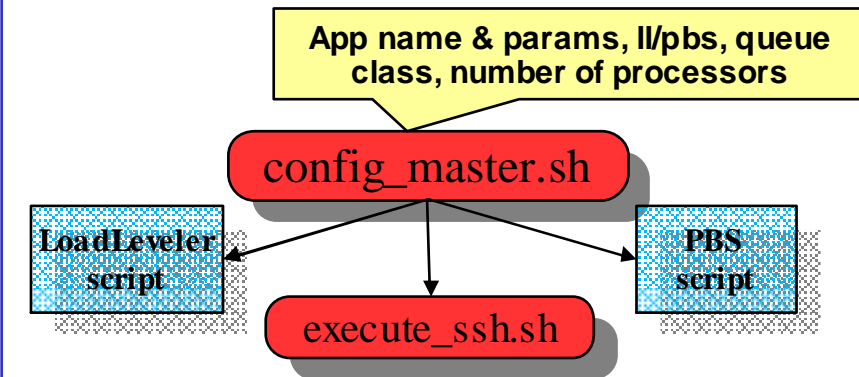 App name & params, ll/pbs, queue
class, number of processors
config_master.sh
LoadLeveler
script
PBS
script
execute_ssh.sh